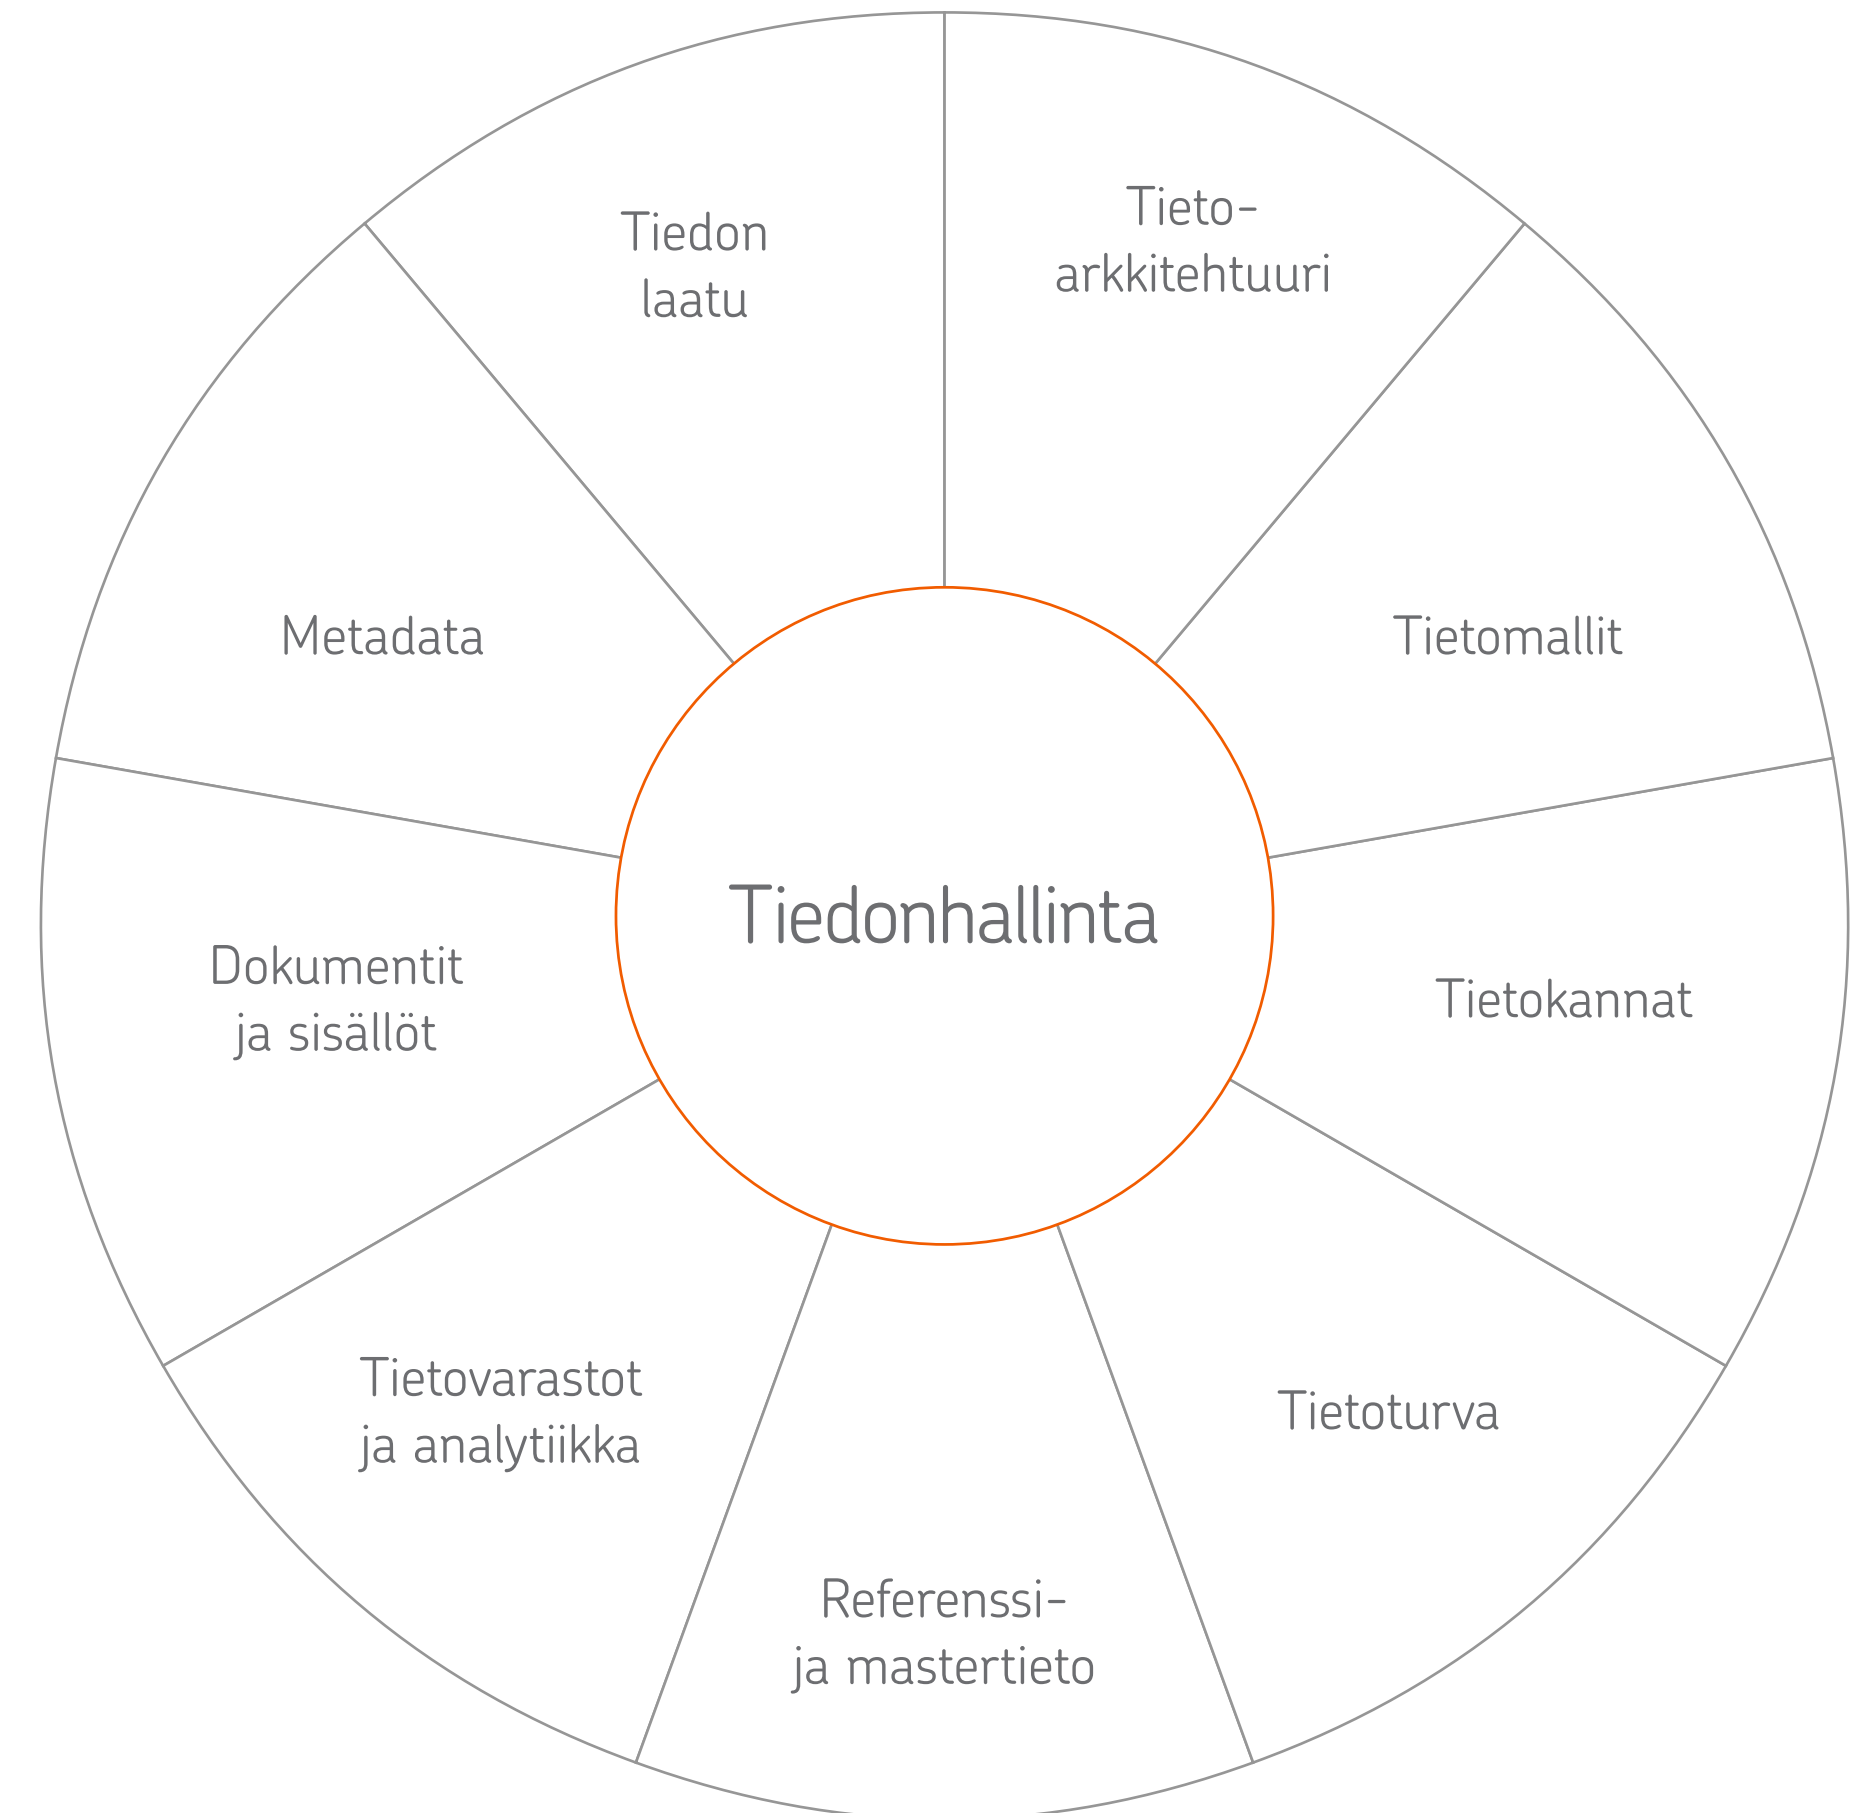 Tieto-
arkkitehtuuri
Tietomallit
Tietokannat
Tietoturva
Referenssi-
ja mastertieto
Tietovarastot
ja analytiikka
Dokumentit
ja sisällöt
Metadata
Tiedon
laatu
Tiedonhallinta